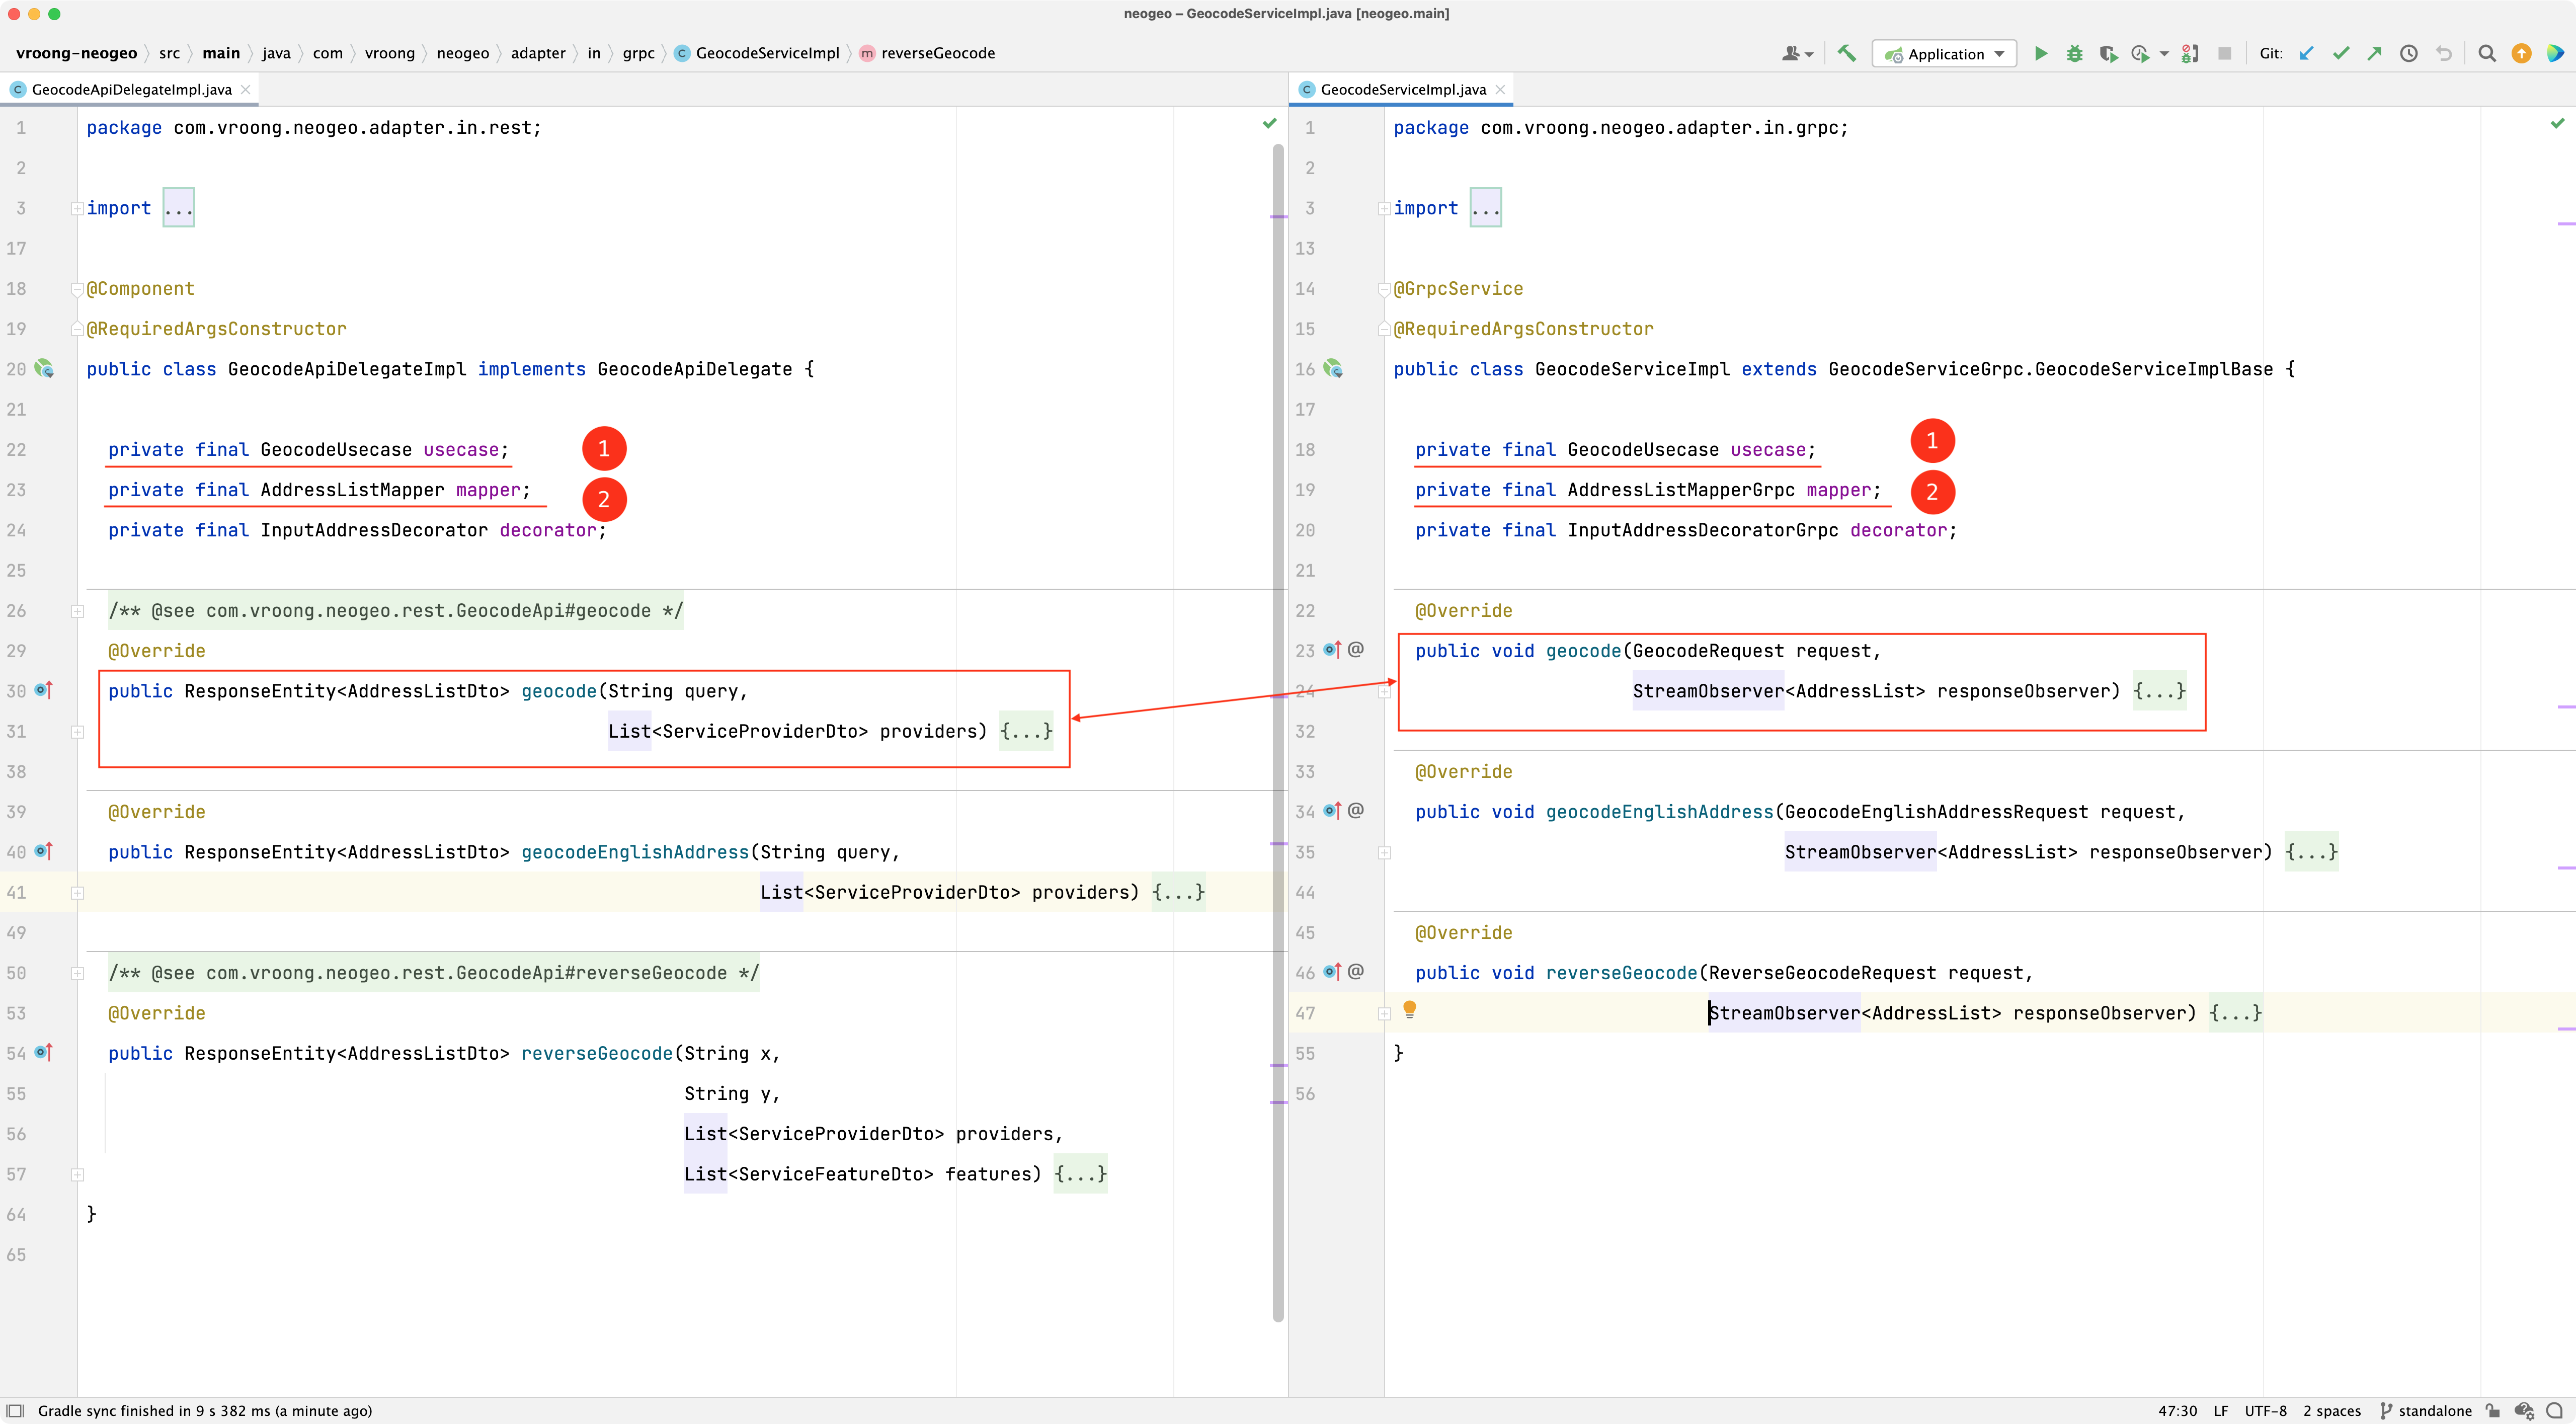 neogeo – GeocodeServiceImpl.java [neogeo.main]
vroong-neogeo src main java com vroong neogeo adapter in grpc C GeocodeServiceImpl m reverseGeocode
Application Git:
C GeocodeApiDelegateImpl.java
1 package com.vroong.neogeo.adapter.in.rest;
2
3 import ...
17
18 @Component
19 @RequiredArgsConstructor
20 public class GeocodeApiDelegateImpl implements GeocodeApiDelegate {
21
22 private final GeocodeUsecase usecase; 1
23 private final AddressListMapper mapper; 2
24 private final InputAddressDecorator decorator;
25
26 /** @see com.vroong.neogeo.rest.GeocodeApi#geocode */
29 @Override
30 public ResponseEntity<AddressListDto> geocode(String query,
31 List<ServiceProviderDto> providers) {...}
38
39 @Override
40 public ResponseEntity<AddressListDto> geocodeEnglishAddress(String query,
41 List<ServiceProviderDto> providers) {...}
49
50 /** @see com.vroong.neogeo.rest.GeocodeApi#reverseGeocode */
53 @Override
54 public ResponseEntity<AddressListDto> reverseGeocode(String x,
55 String y,
56 List<ServiceProviderDto> providers,
57 List<ServiceFeatureDto> features) {...}
64 }
65
C GeocodeServiceImpl.java
1 package com.vroong.neogeo.adapter.in.grpc;
2
3 import ...
13
14 @GrpcService
15 @RequiredArgsConstructor
16 public class GeocodeServiceImpl extends GeocodeServiceGrpc.GeocodeServiceImplBase {
17
18 private final GeocodeUsecase usecase; 1
19 private final AddressListMapperGrpc mapper; 2
20 private final InputAddressDecoratorGrpc decorator;
21
22 @Override
23 @ public void geocode(GeocodeRequest request,
24 StreamObserver<AddressList> responseObserver) {...}
32
33 @Override
34 @ public void geocodeEnglishAddress(GeocodeEnglishAddressRequest request,
35 StreamObserver<AddressList> responseObserver) {...}
44
45 @Override
46 @ public void reverseGeocode(ReverseGeocodeRequest request,
47 StreamObserver<AddressList> responseObserver) {...}
55 }
56
Gradle sync finished in 9 s 382 ms (a minute ago) 47:30 LF UTF-8 2 spaces standalone